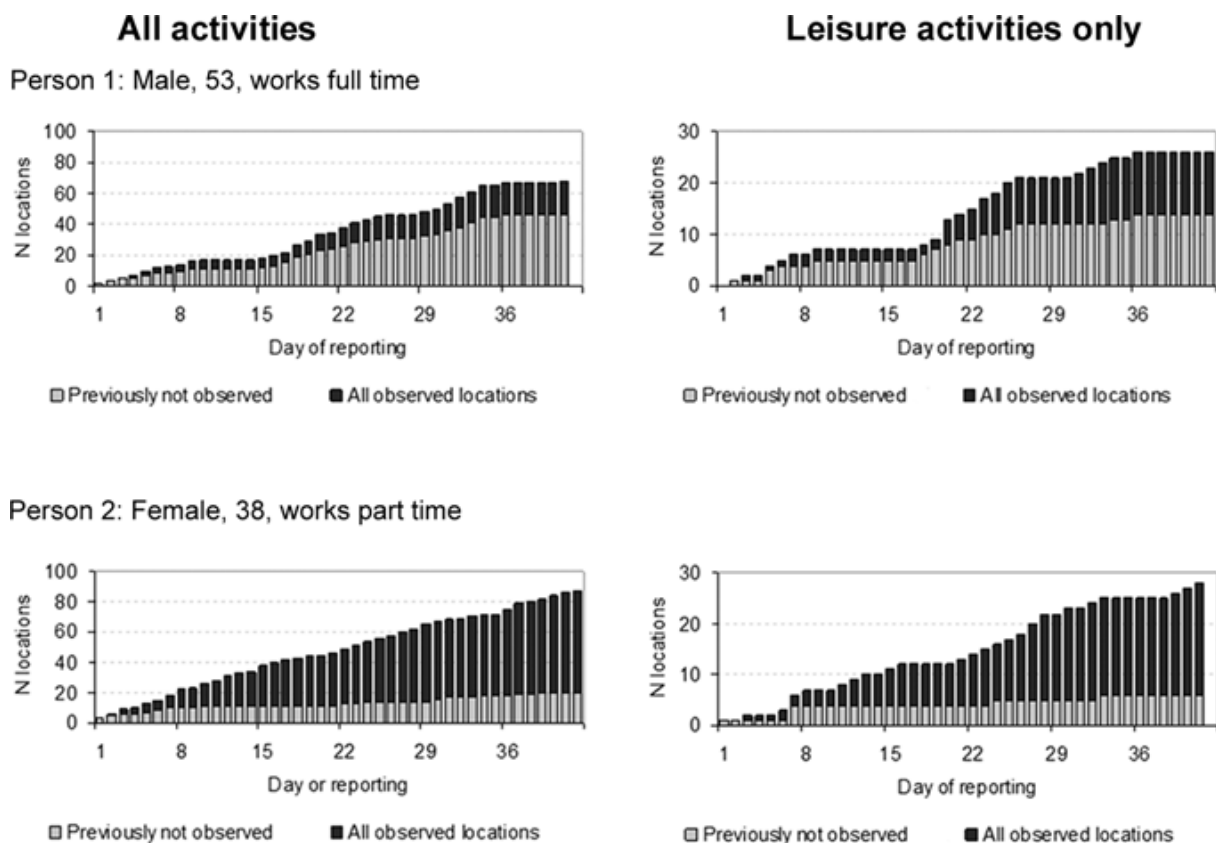 All activities
Leisure activities only
Person 1: Male, 53, works full time
100
80
60
40
20
0
N locations
1 8 15 22 29 36
Day of reporting
Previously not observed All observed locations
30
20
10
0
N locations
1 8 15 22 29 36
Day of reporting
Previously not observed All observed locations
Person 2: Female, 38, works part time
100
80
60
40
20
0
N locations
1 8 15 22 29 36
Day or reporting
Previously not observed All observed locations
30
20
10
0
N locations
1 8 15 22 29 36
Day of reporting
Previously not observed All observed locations